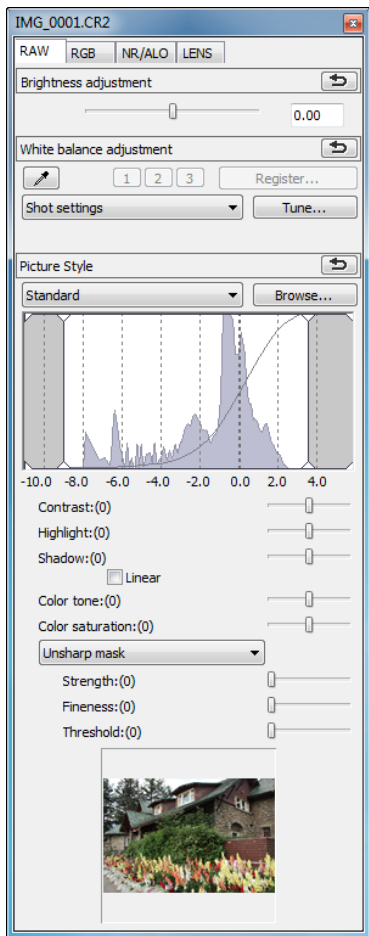 IMG_0001.CR2
RAW RGB NR/ALO LENS
Brightness adjustment
0.00
White balance adjustment
1 2 3 Register...
Shot settings Tune...
Picture Style
Standard Browse...
-10.0 -8.0 -6.0 -4.0 -2.0 0.0 2.0 4.0
Contrast:(0)
Highlight:(0)
Shadow:(0)
Linear
Color tone:(0)
Color saturation:(0)
Unsharp mask
Strength:(0)
Fineness:(0)
Threshold:(0)